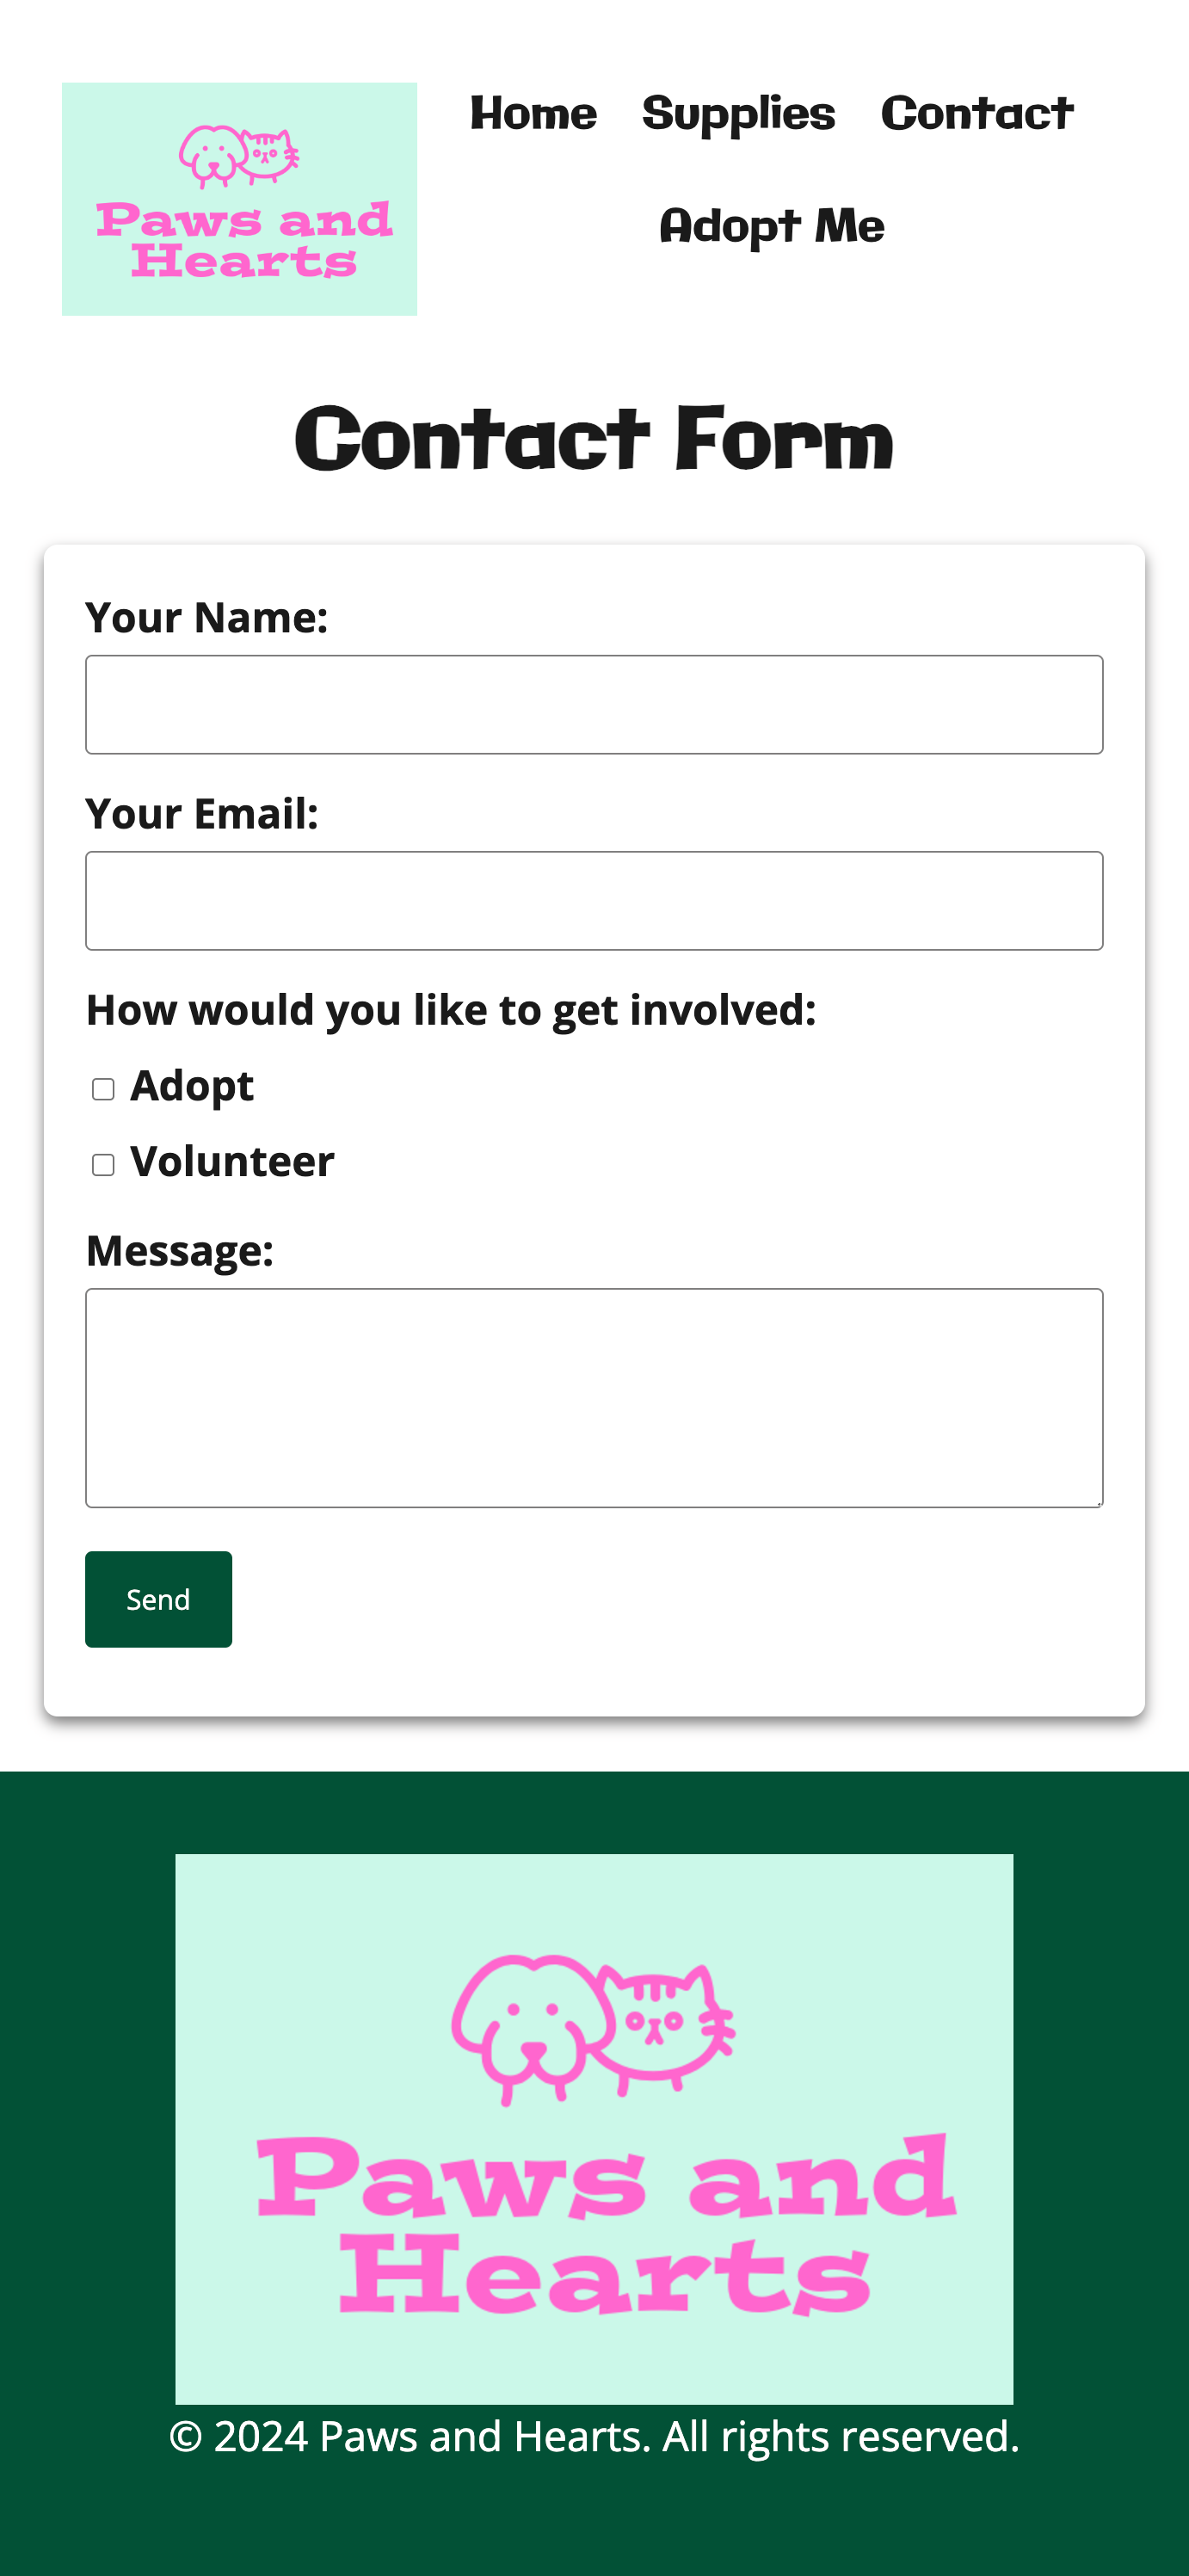 Paws and
Hearts
Home Supplies Contact
Adopt Me
Contact Form
Your Name:
Your Email:
How would you like to get involved:
Adopt
Volunteer
Message:
Send
Paws and
Hearts
© 2024 Paws and Hearts. All rights reserved.